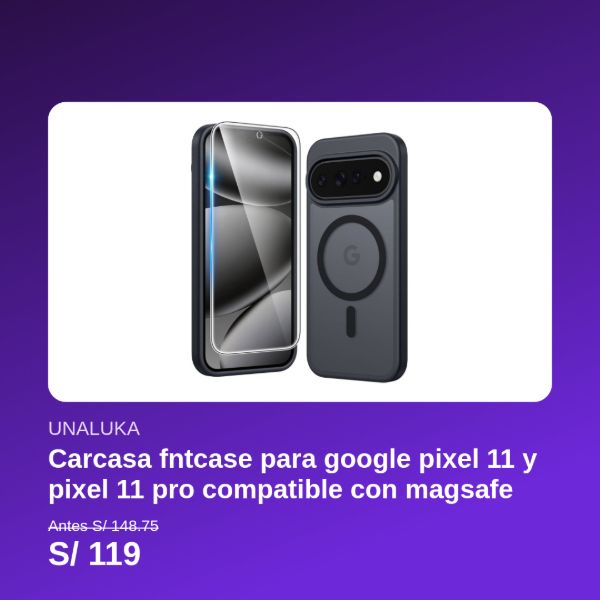 G
UNALUKA
Carcasa fntcase para google pixel 11 y
pixel 11 pro compatible con magsafe
Antes S/ 148.75
S/ 119